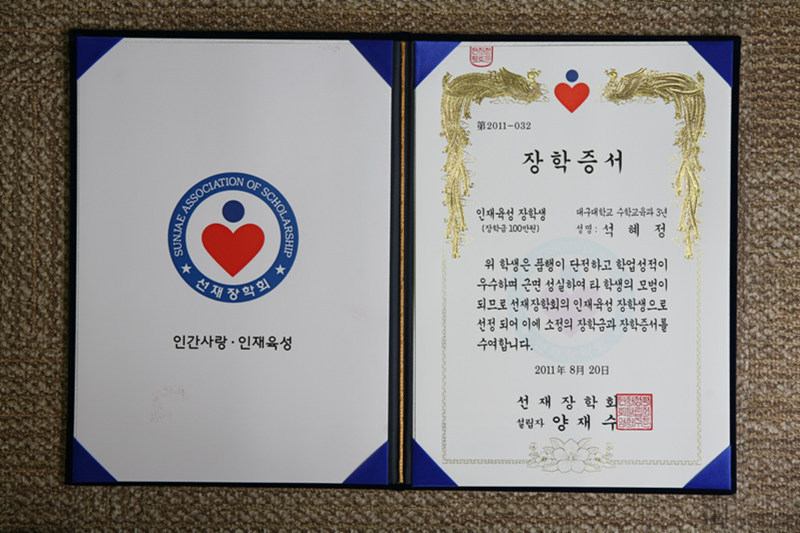 SUNJAE ASSOCIATION OF SCHOLARSHIP
선재장학회
인간사랑·인재육성
第2011-032
장학증서
인재육성 장학생
(장학금 100만원)
대구대학교 수학교육과 3년
성명: 석혜정
위 학생은 품행이 단정하고 학업성적이
우수하며 근면 성실하여 타 학생의 모범이
되므로 선재장학회의 인재육성 장학생으로
선정 되어 이에 소정의 장학금과 장학증서를
수여합니다.
2011年 8月 20日
선재장학회
설립자 양재수